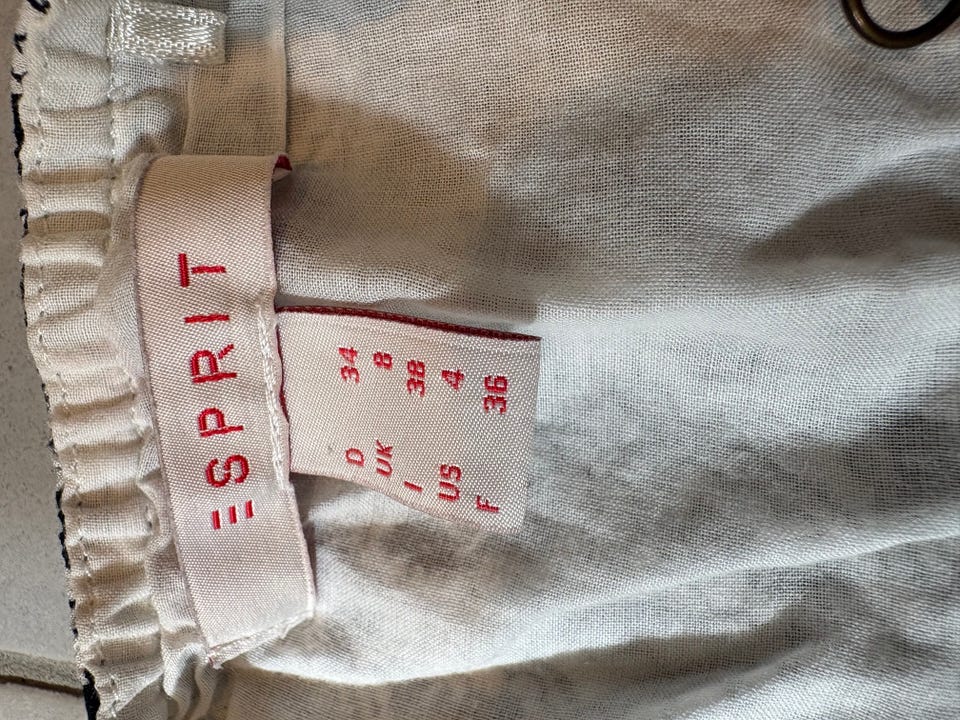 ESPRIT
D 34
UK 8
I 38
US 4
F 36